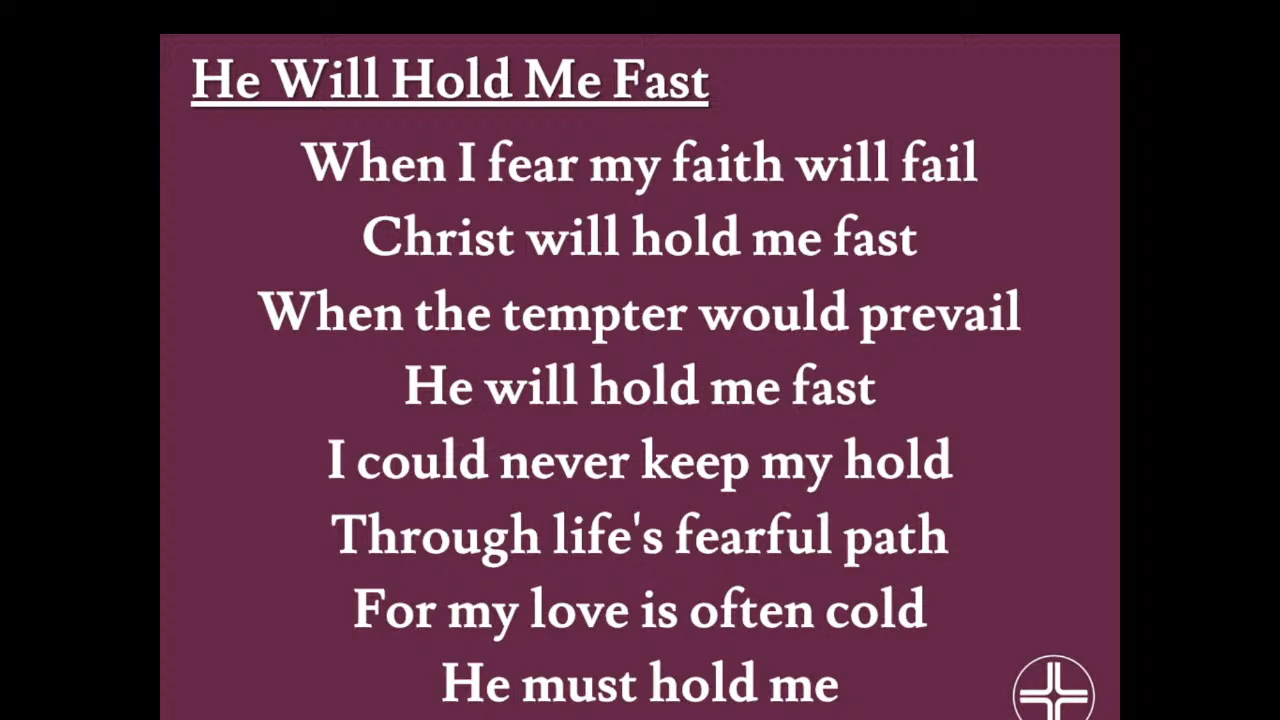 He Will Hold Me Fast
When I fear my faith will fail
Christ will hold me fast
When the tempter would prevail
He will hold me fast
I could never keep my hold
Through life's fearful path
For my love is often cold
He must hold me